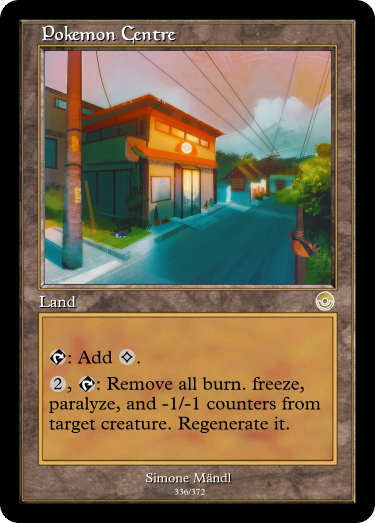 Pokemon Centre
Land
: Add .
2, : Remove all burn. freeze,
paralyze, and -1/-1 counters from
target creature. Regenerate it.
Simone Mändl
336/372